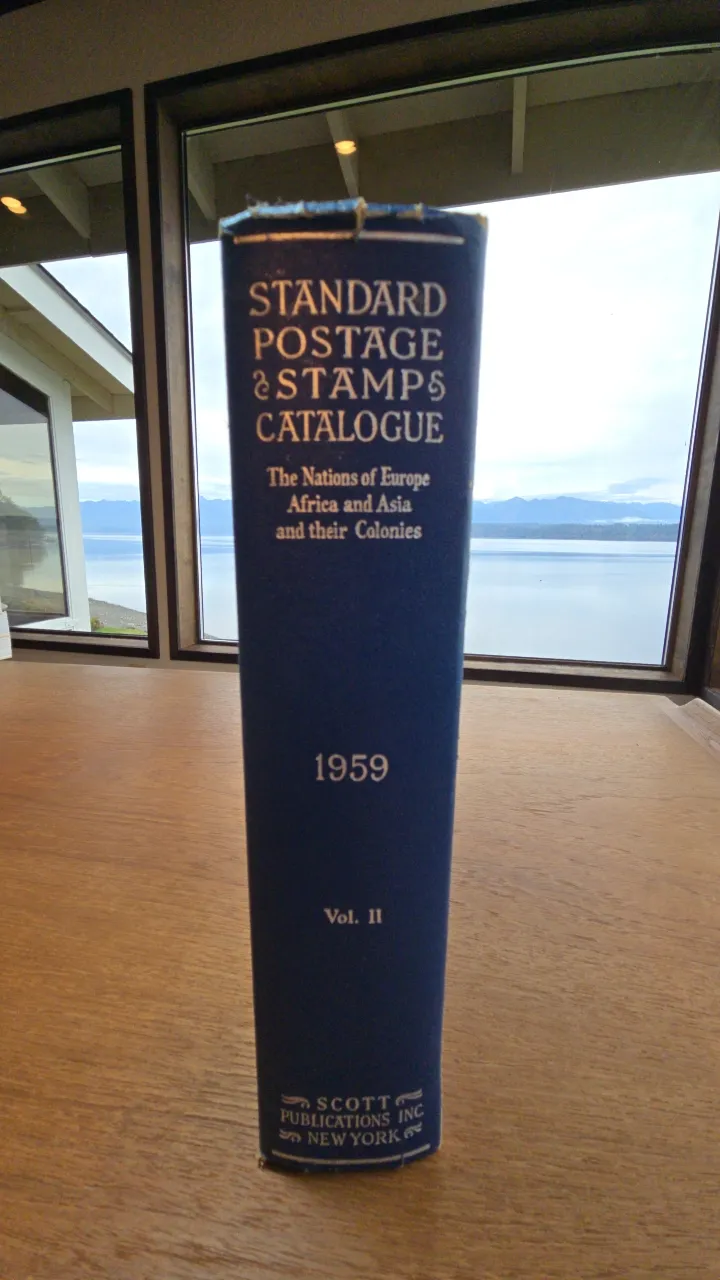 STANDARD
POSTAGE
STAMP
CATALOGUE
The Nations of Europe
Africa and Asia
and their Colonies
1959
Vol. II
SCOTT
PUBLICATIONS INC
NEW YORK